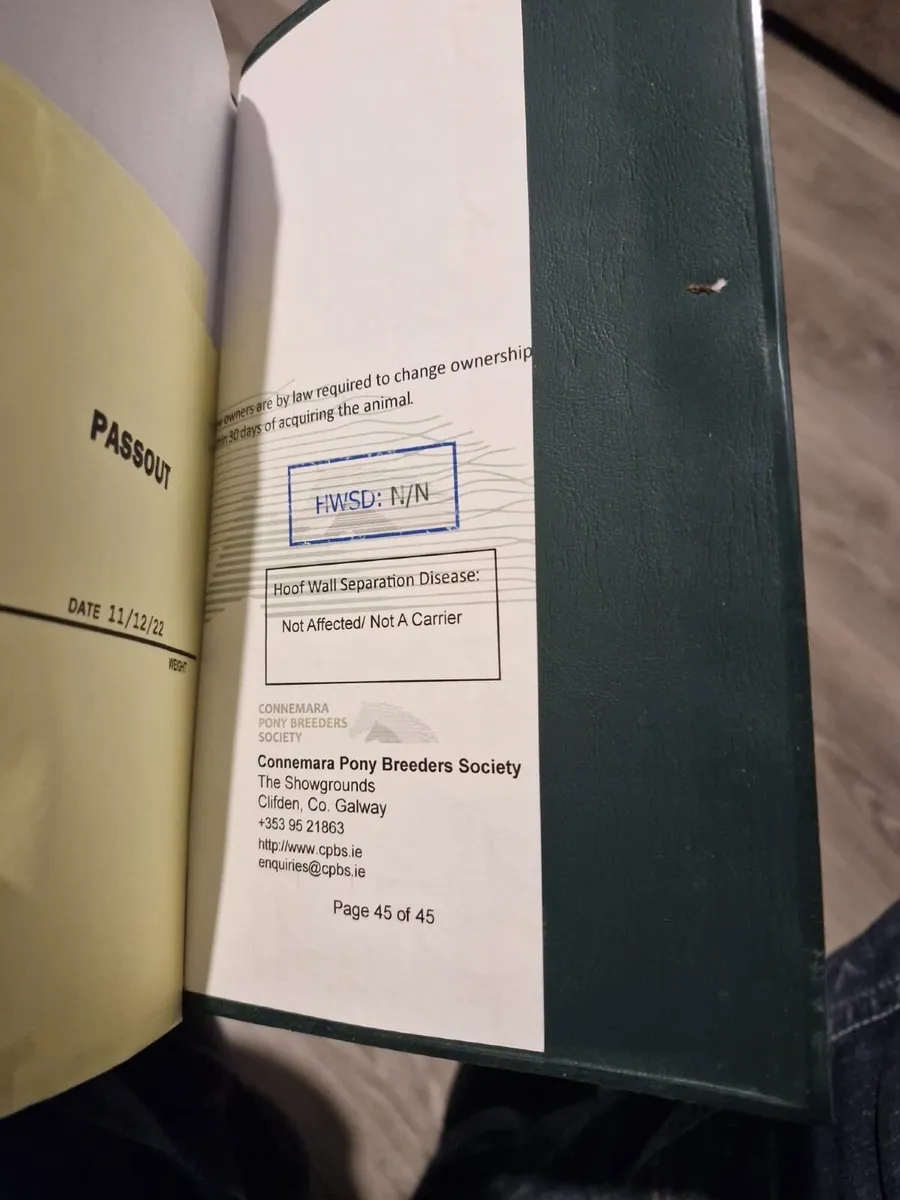 PASSOUT
DATE 11/12/22
WEIGHT
owners are by law required to change ownership
30 days of acquiring the animal.
HWSD: N/N
Hoof Wall Separation Disease:
Not Affected/ Not A Carrier
CONNEMARA
PONY BREEDERS
SOCIETY
Connemara Pony Breeders Society
The Showgrounds
Clifden, Co. Galway
+353 95 21863
http://www.cpbs.ie
enquiries@cpbs.ie
Page 45 of 45